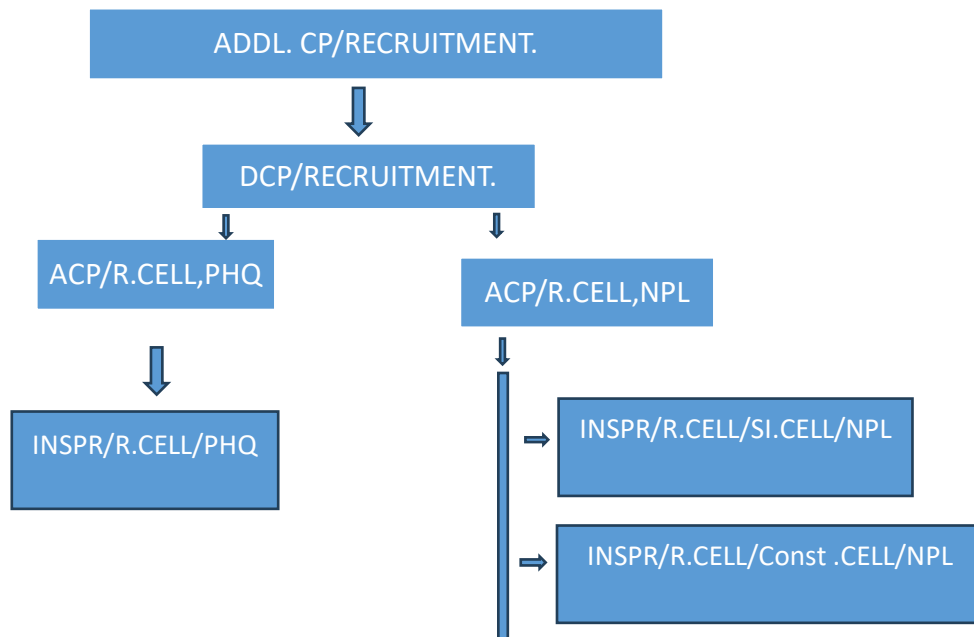 ADDL. CP/RECRUITMENT.
DCP/RECRUITMENT.
ACP/R.CELL,PHQ
ACP/R.CELL,NPL
INSPR/R.CELL/PHQ
INSPR/R.CELL/SI.CELL/NPL
INSPR/R.CELL/Const .CELL/NPL